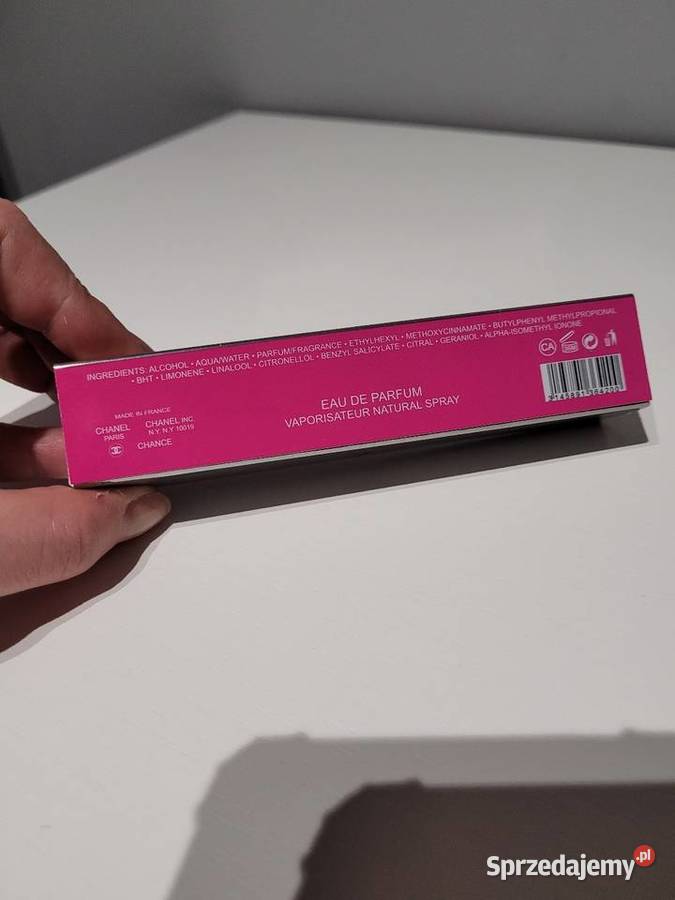 INGREDIENTS: ALCOHOL • AQUA/WATER • PARFUM/FRAGRANCE • ETHYLHEXYL • METHOXYCINNAMATE • BUTYLPHENYL METHYLPROPIONAL
• BHT • LIMONENE • LINALOOL • CITRONELLOL • BENZYL SALICYLATE • CITRAL • GERANIOL • ALPHA-ISOMETHYL IONONE
CA
EAU DE PARFUM
VAPORISATEUR NATURAL SPRAY
MADE IN FRANCE
CHANEL
PARIS
CHANEL INC.
N.Y. N.Y 10019
CHANCE
Sprzedajemy.pl